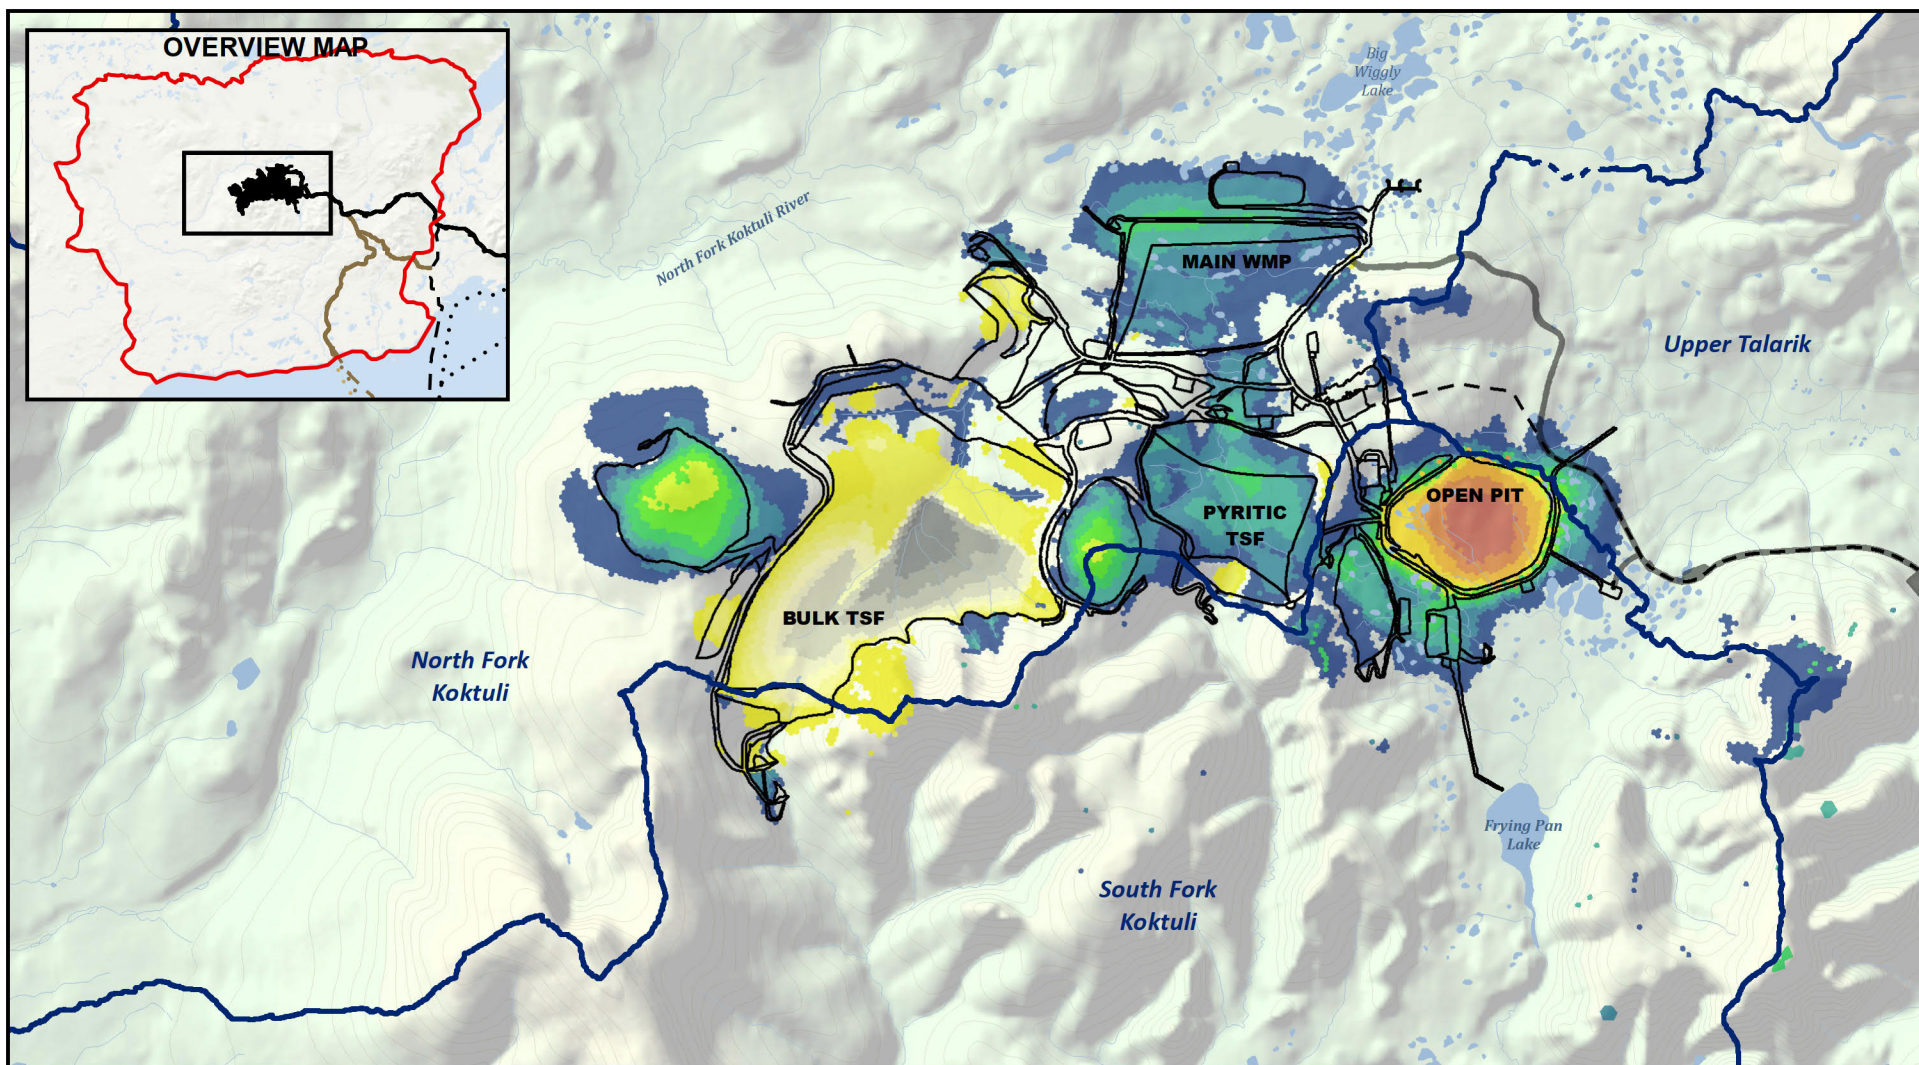 OVERVIEW MAP
Big
Wiggly
Lake
North Fork Koktuli River
MAIN WMP
Upper Talarik
OPEN PIT
PYRITIC
TSF
BULK TSF
North Fork
Koktuli
Frying Pan
Lake
South Fork
Koktuli